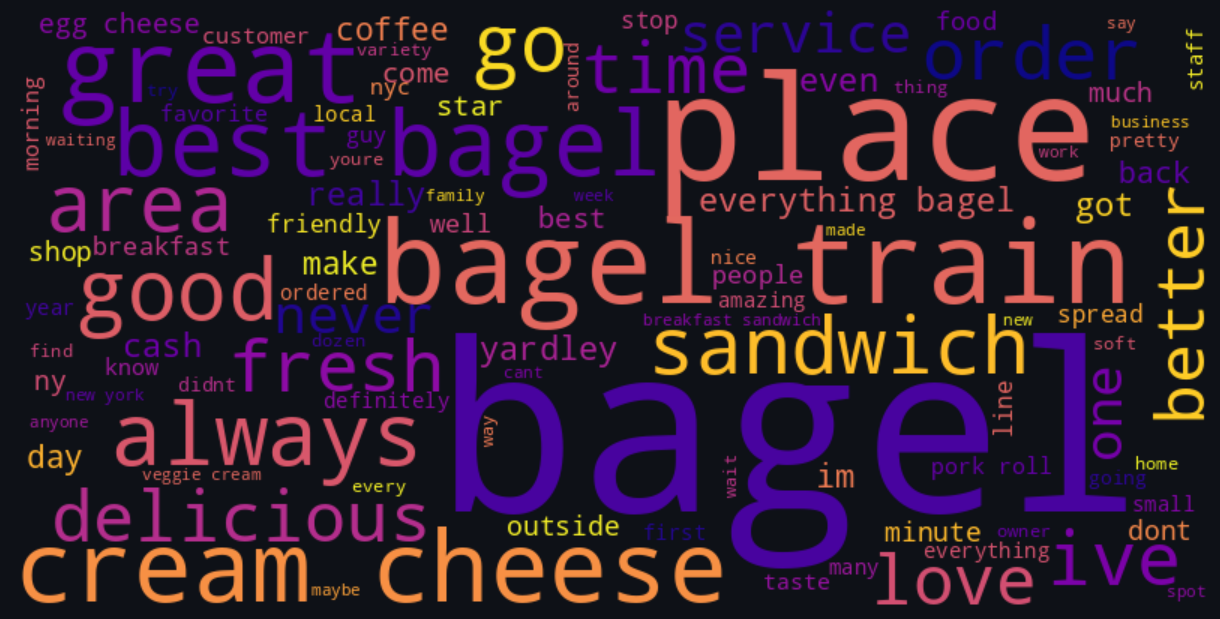 egg cheese
customer
coffee
variety
come
go
stop
service
food
say
order
staff
great
try
nyc
around
time
even
thing
much
place
morning
favorite
local
star
business
waiting
best
guy
bagel
pretty
youre
work
back
area
really
family
week
everything bagel
got
friendly
well
best
better
shop
breakfast
make
bagel train
made
good
nice
people
ordered
amazing
year
never
breakfast sandwich
new
spread
dozen
sandwich
find
cash
fresh
yardley
soft
know
ny
didnt
cant
one
new york
definitely
bagel
line
anyone
always
way
day
veggie cream
wait
im
pork roll
home
going
every
small
delicious
outside
first
minute
owner
dont
cream cheese
everything
ive
maybe
taste
many
love
spot